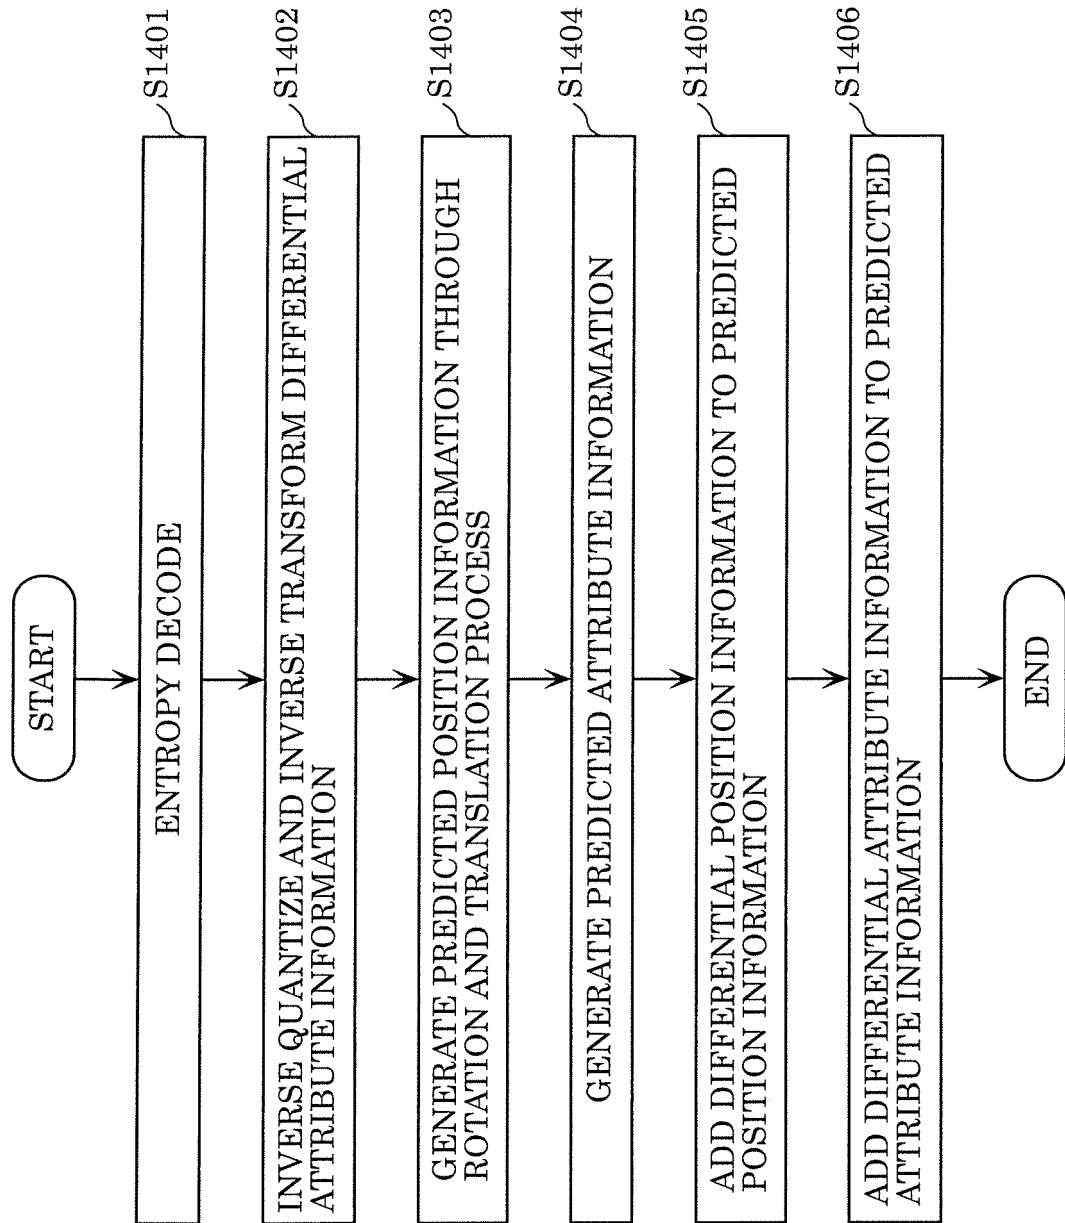 START
ENTROPY DECODE
S1401
INVERSE QUANTIZE AND INVERSE TRANSFORM DIFFERENTIAL
ATTRIBUTE INFORMATION
S1402
GENERATE PREDICTED POSITION INFORMATION THROUGH
ROTATION AND TRANSLATION PROCESS
S1403
GENERATE PREDICTED ATTRIBUTE INFORMATION
S1404
ADD DIFFERENTIAL POSITION INFORMATION TO PREDICTED
POSITION INFORMATION
S1405
ADD DIFFERENTIAL ATTRIBUTE INFORMATION TO PREDICTED
ATTRIBUTE INFORMATION
S1406
END